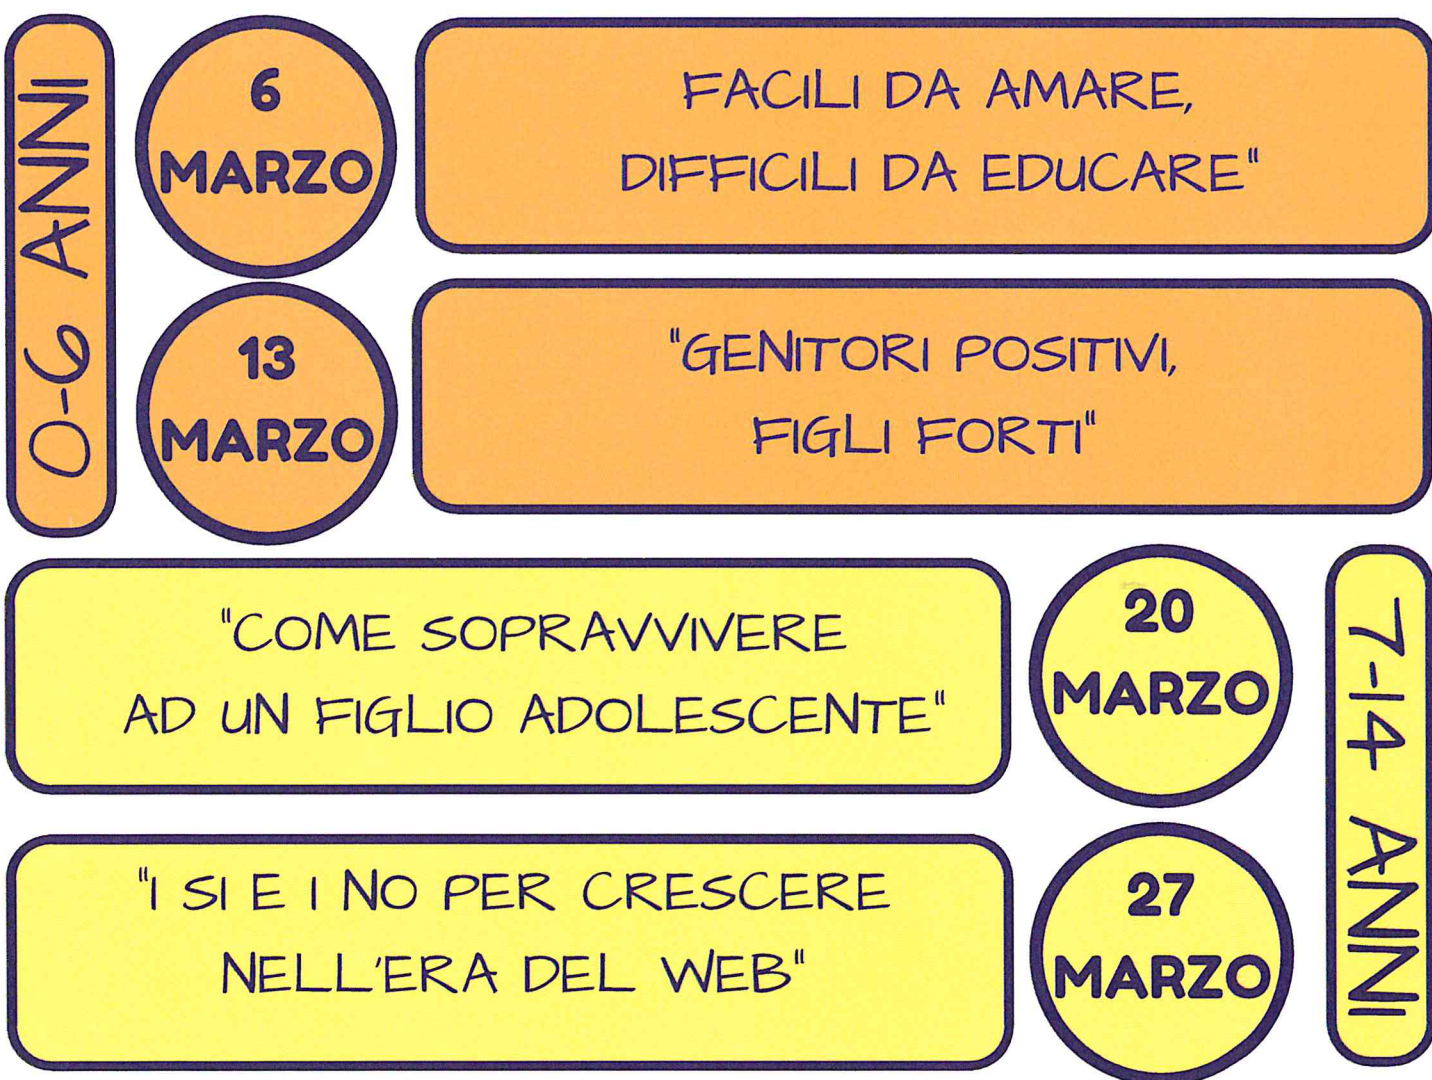 0-6 ANNI
6
MARZO
FACILI DA AMARE,
DIFFICILI DA EDUCARE"
13
MARZO
"GENITORI POSITIVI,
FIGLI FORTI"
"COME SOPRAVVIVERE
AD UN FIGLIO ADOLESCENTE"
20
MARZO
7-14 ANNI
"I SI E I NO PER CRESCERE
NELL'ERA DEL WEB"
27
MARZO